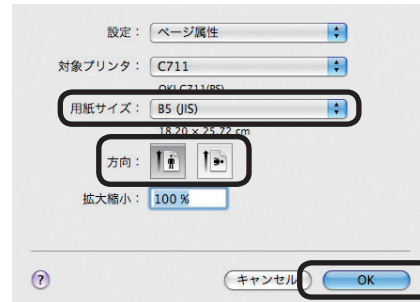 設定： ページ属性
対象プリンタ： C711
OKI C711(PS)
用紙サイズ： B5 (JIS)
18.20 × 25.72 cm
方向：
拡大縮小： 100 %
? キャンセル OK